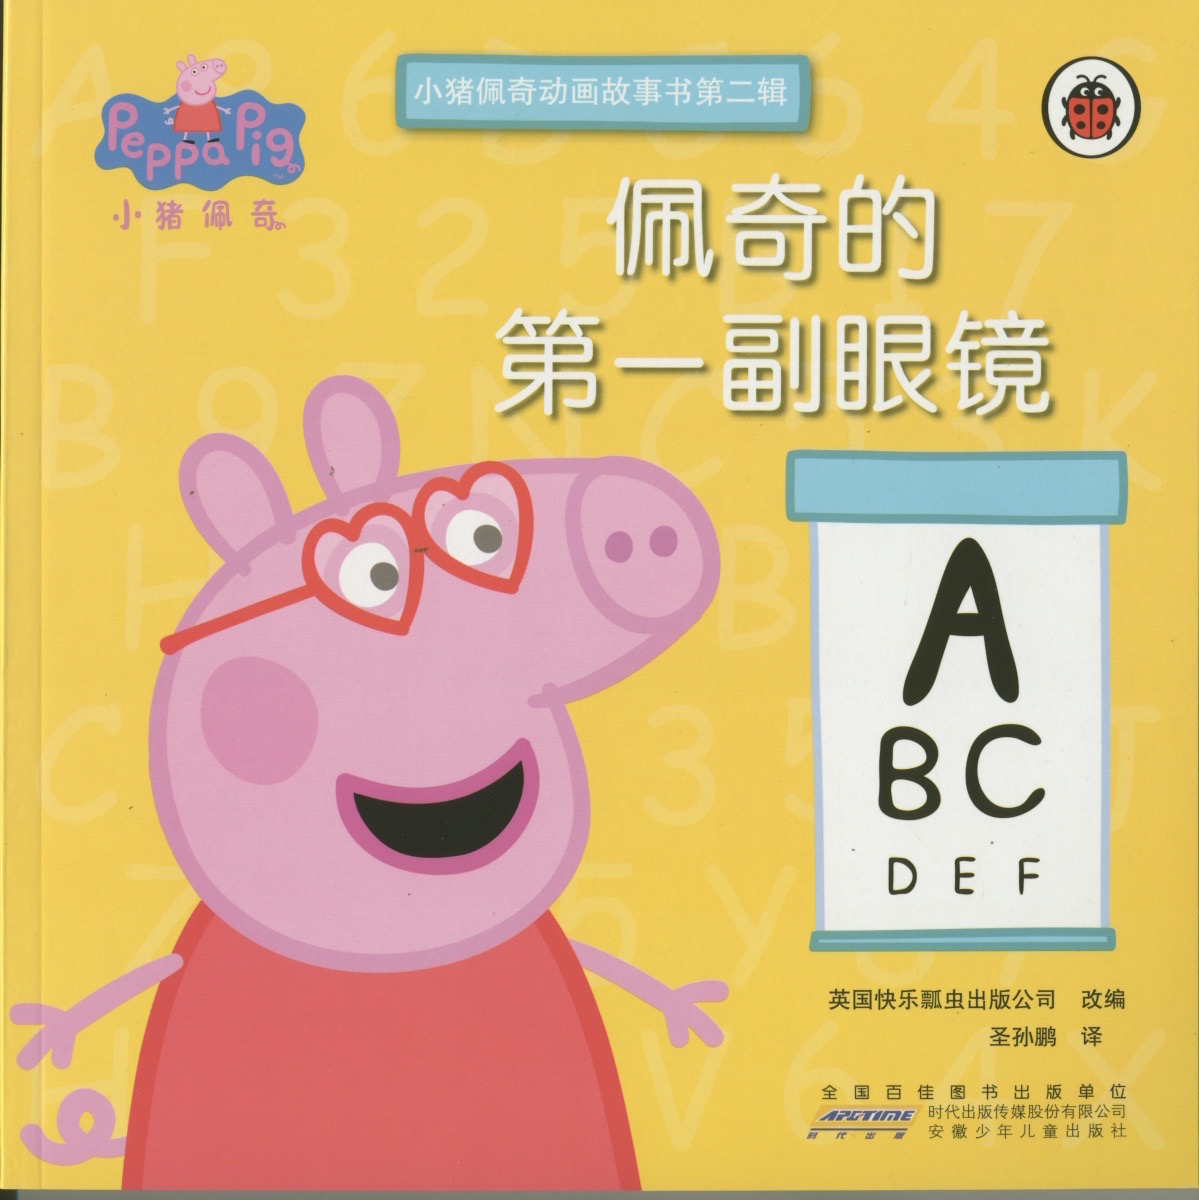 小猪佩奇动画故事书第二辑
Peppa Pig
™
小猪佩奇
佩奇的
第一副眼镜
A
BC
DEF
英国快乐瓢虫出版公司 改编
圣孙鹏 译
全国百佳图书出版单位
ARCTIME
时代出版
时代出版传媒股份有限公司
安徽少年儿童出版社